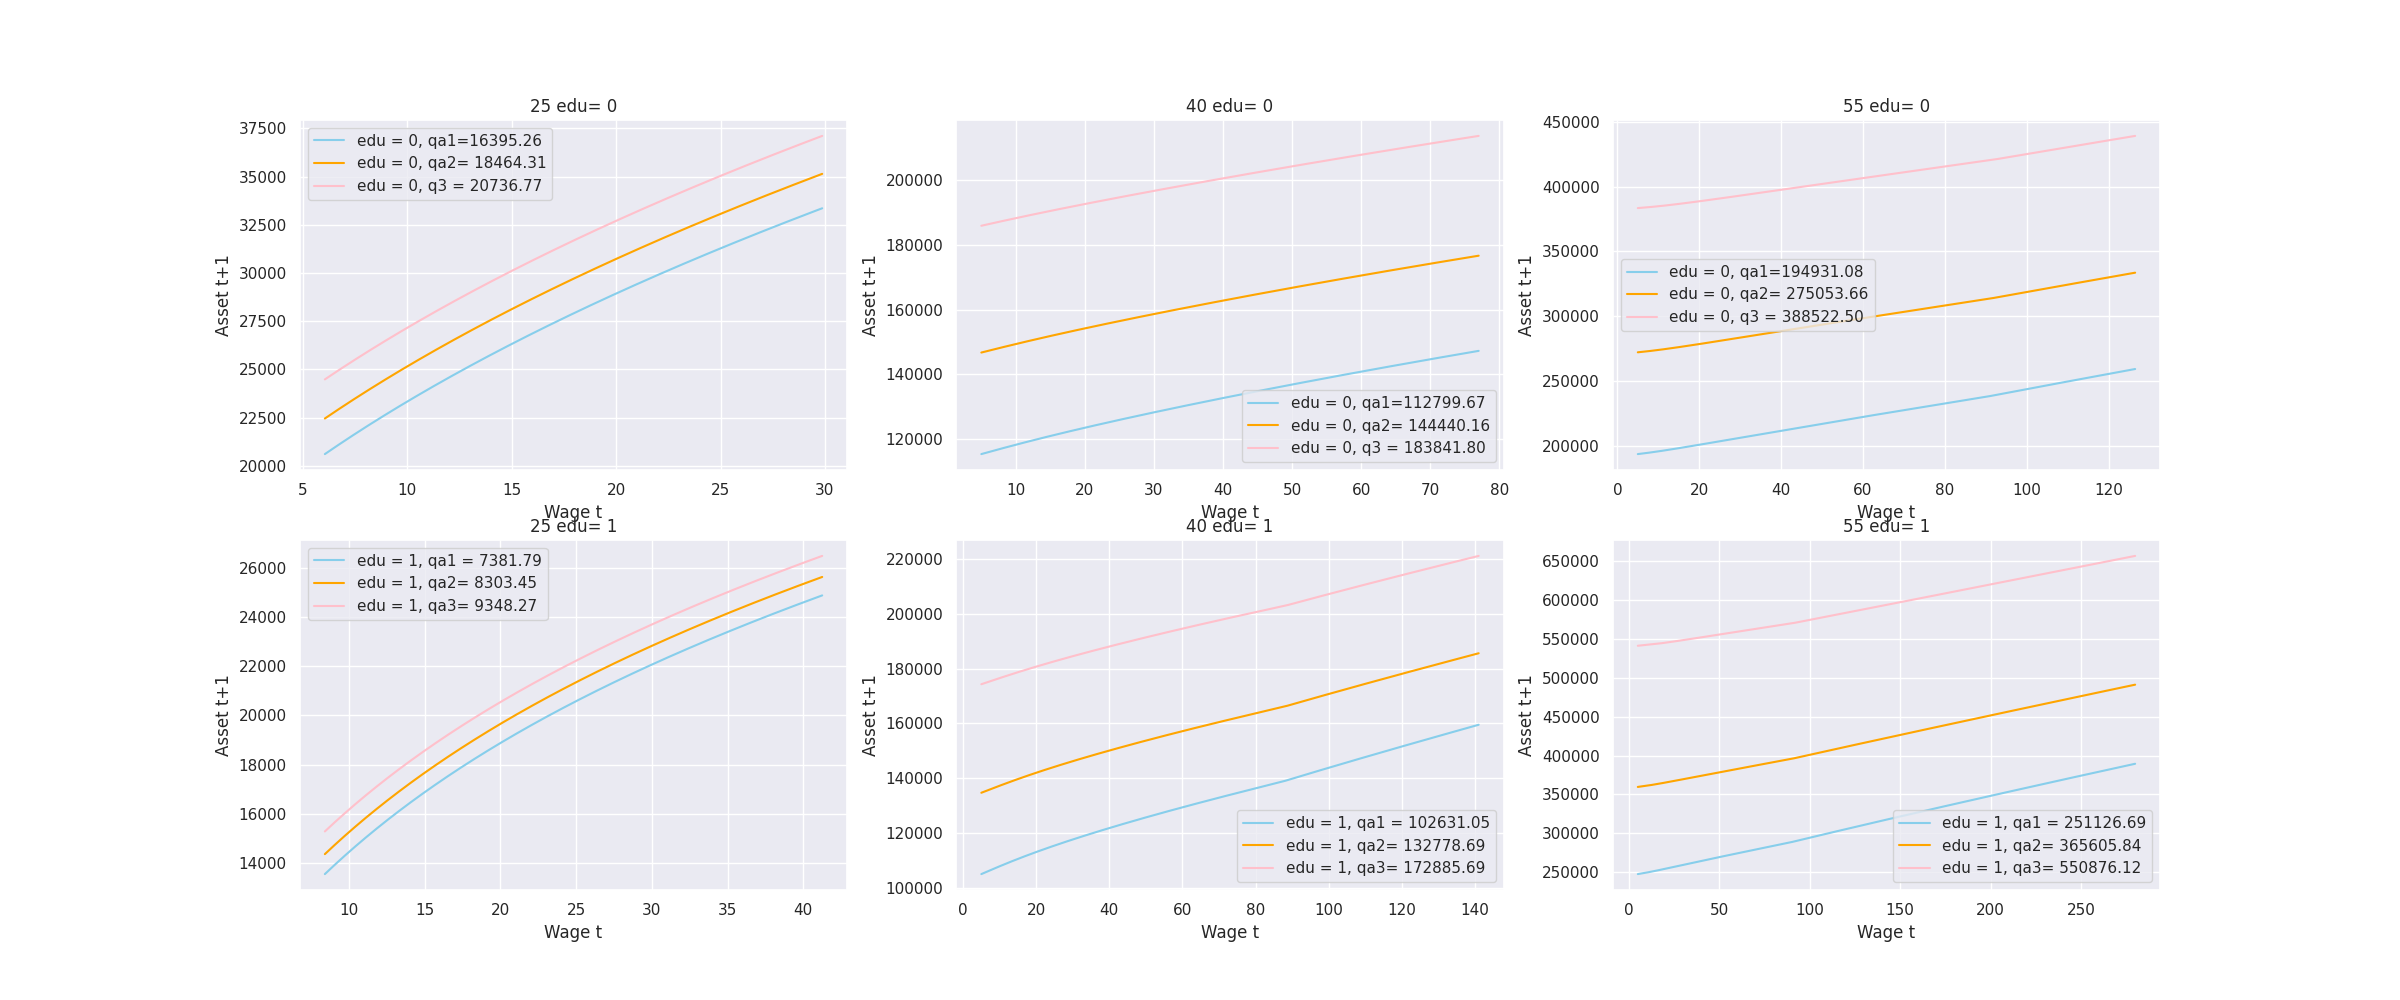 25 edu= 0
Asset t+1
37500
35000
32500
30000
27500
25000
22500
20000
edu = 0, qa1=16395.26
edu = 0, qa2= 18464.31
edu = 0, q3 = 20736.77
5 10 15 20 25 30
Wage t
40 edu= 0
Asset t+1
200000
180000
160000
140000
120000
edu = 0, qa1=112799.67
edu = 0, qa2= 144440.16
edu = 0, q3 = 183841.80
10 20 30 40 50 60 70 80
Wage t
55 edu= 0
Asset t+1
450000
400000
350000
300000
250000
200000
edu = 0, qa1=194931.08
edu = 0, qa2= 275053.66
edu = 0, q3 = 388522.50
0 20 40 60 80 100 120
Wage t
25 edu= 1
Asset t+1
26000
24000
22000
20000
18000
16000
14000
edu = 1, qa1 = 7381.79
edu = 1, qa2= 8303.45
edu = 1, qa3= 9348.27
10 15 20 25 30 35 40
Wage t
40 edu= 1
Asset t+1
220000
200000
180000
160000
140000
120000
100000
edu = 1, qa1 = 102631.05
edu = 1, qa2= 132778.69
edu = 1, qa3= 172885.69
0 20 40 60 80 100 120 140
Wage t
55 edu= 1
Asset t+1
650000
600000
550000
500000
450000
400000
350000
300000
250000
edu = 1, qa1 = 251126.69
edu = 1, qa2= 365605.84
edu = 1, qa3= 550876.12
0 50 100 150 200 250
Wage t